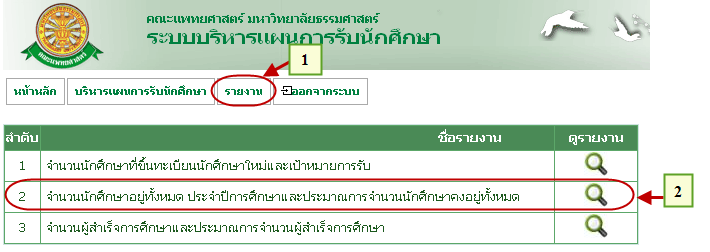 คณะแพทยศาสตร์ มหาวิทยาลัยธรรมศาสตร์
ระบบบริหารแผนการรับนักศึกษา
1
หน้าหลัก บริหารแผนการรับนักศึกษา รายงาน ออกจากระบบ
ลำดับ ชื่อรายงาน ดูรายงาน
1 จำนวนนักศึกษาที่ขึ้นทะเบียนนักศึกษาใหม่และเป้าหมายการรับ
2 จำนวนนักศึกษาอยู่ทั้งหมด ประจำปีการศึกษาและประมาณการจำนวนนักศึกษาคงอยู่ทั้งหมด
2
3 จำนวนผู้สำเร็จการศึกษาและประมาณการจำนวนผู้สำเร็จการศึกษา